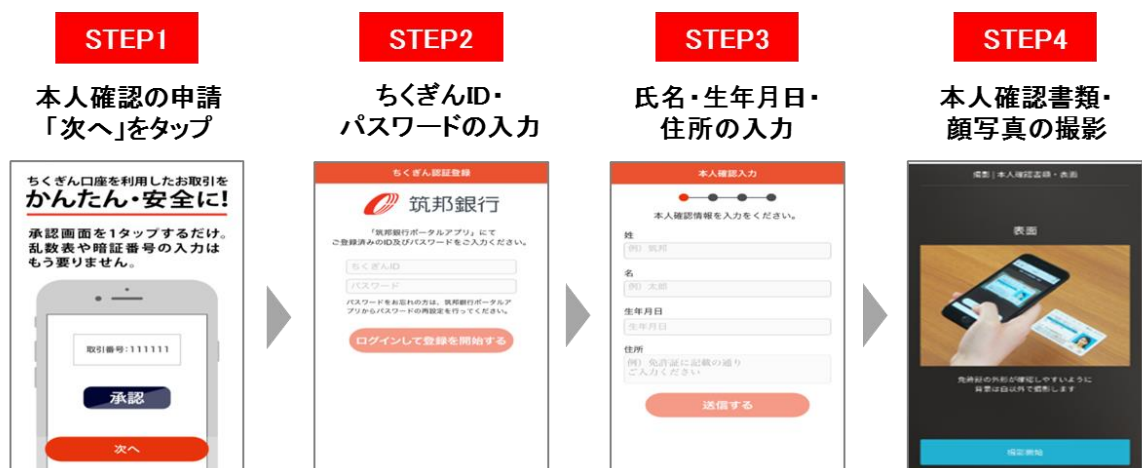 STEP1
本人確認の申請
「次へ」をタップ
ちくぎん口座を利用したお取引を
かんたん・安全に!
承認画面を1タップするだけ。
乱数表や暗証番号の入力は
もう要りません。
取引番号:111111
承認
次へ
STEP2
ちくぎんID・
パスワードの入力
ちくぎん認証登録
筑邦銀行
「筑邦銀行ポータルアプリ」にて
ご登録済みのID及びパスワードをご入力ください。
ちくぎんID
パスワード
パスワードをお忘れの方は、筑邦銀行ポータルア
プリからパスワードの再設定を行ってください。
ログインして登録を開始する
STEP3
氏名・生年月日・
住所の入力
本人確認入力
本人確認情報を入力をください。
姓
例) 筑邦
名
例) 太郎
生年月日
生年月日
住所
例) 免許証に記載の通り
ご入力ください
送信する
STEP4
本人確認書類・
顔写真の撮影
撮影|本人確認書類・表面
表面
免許証の外形が確認しやすいように
背景は白以外で撮影します
撮影開始